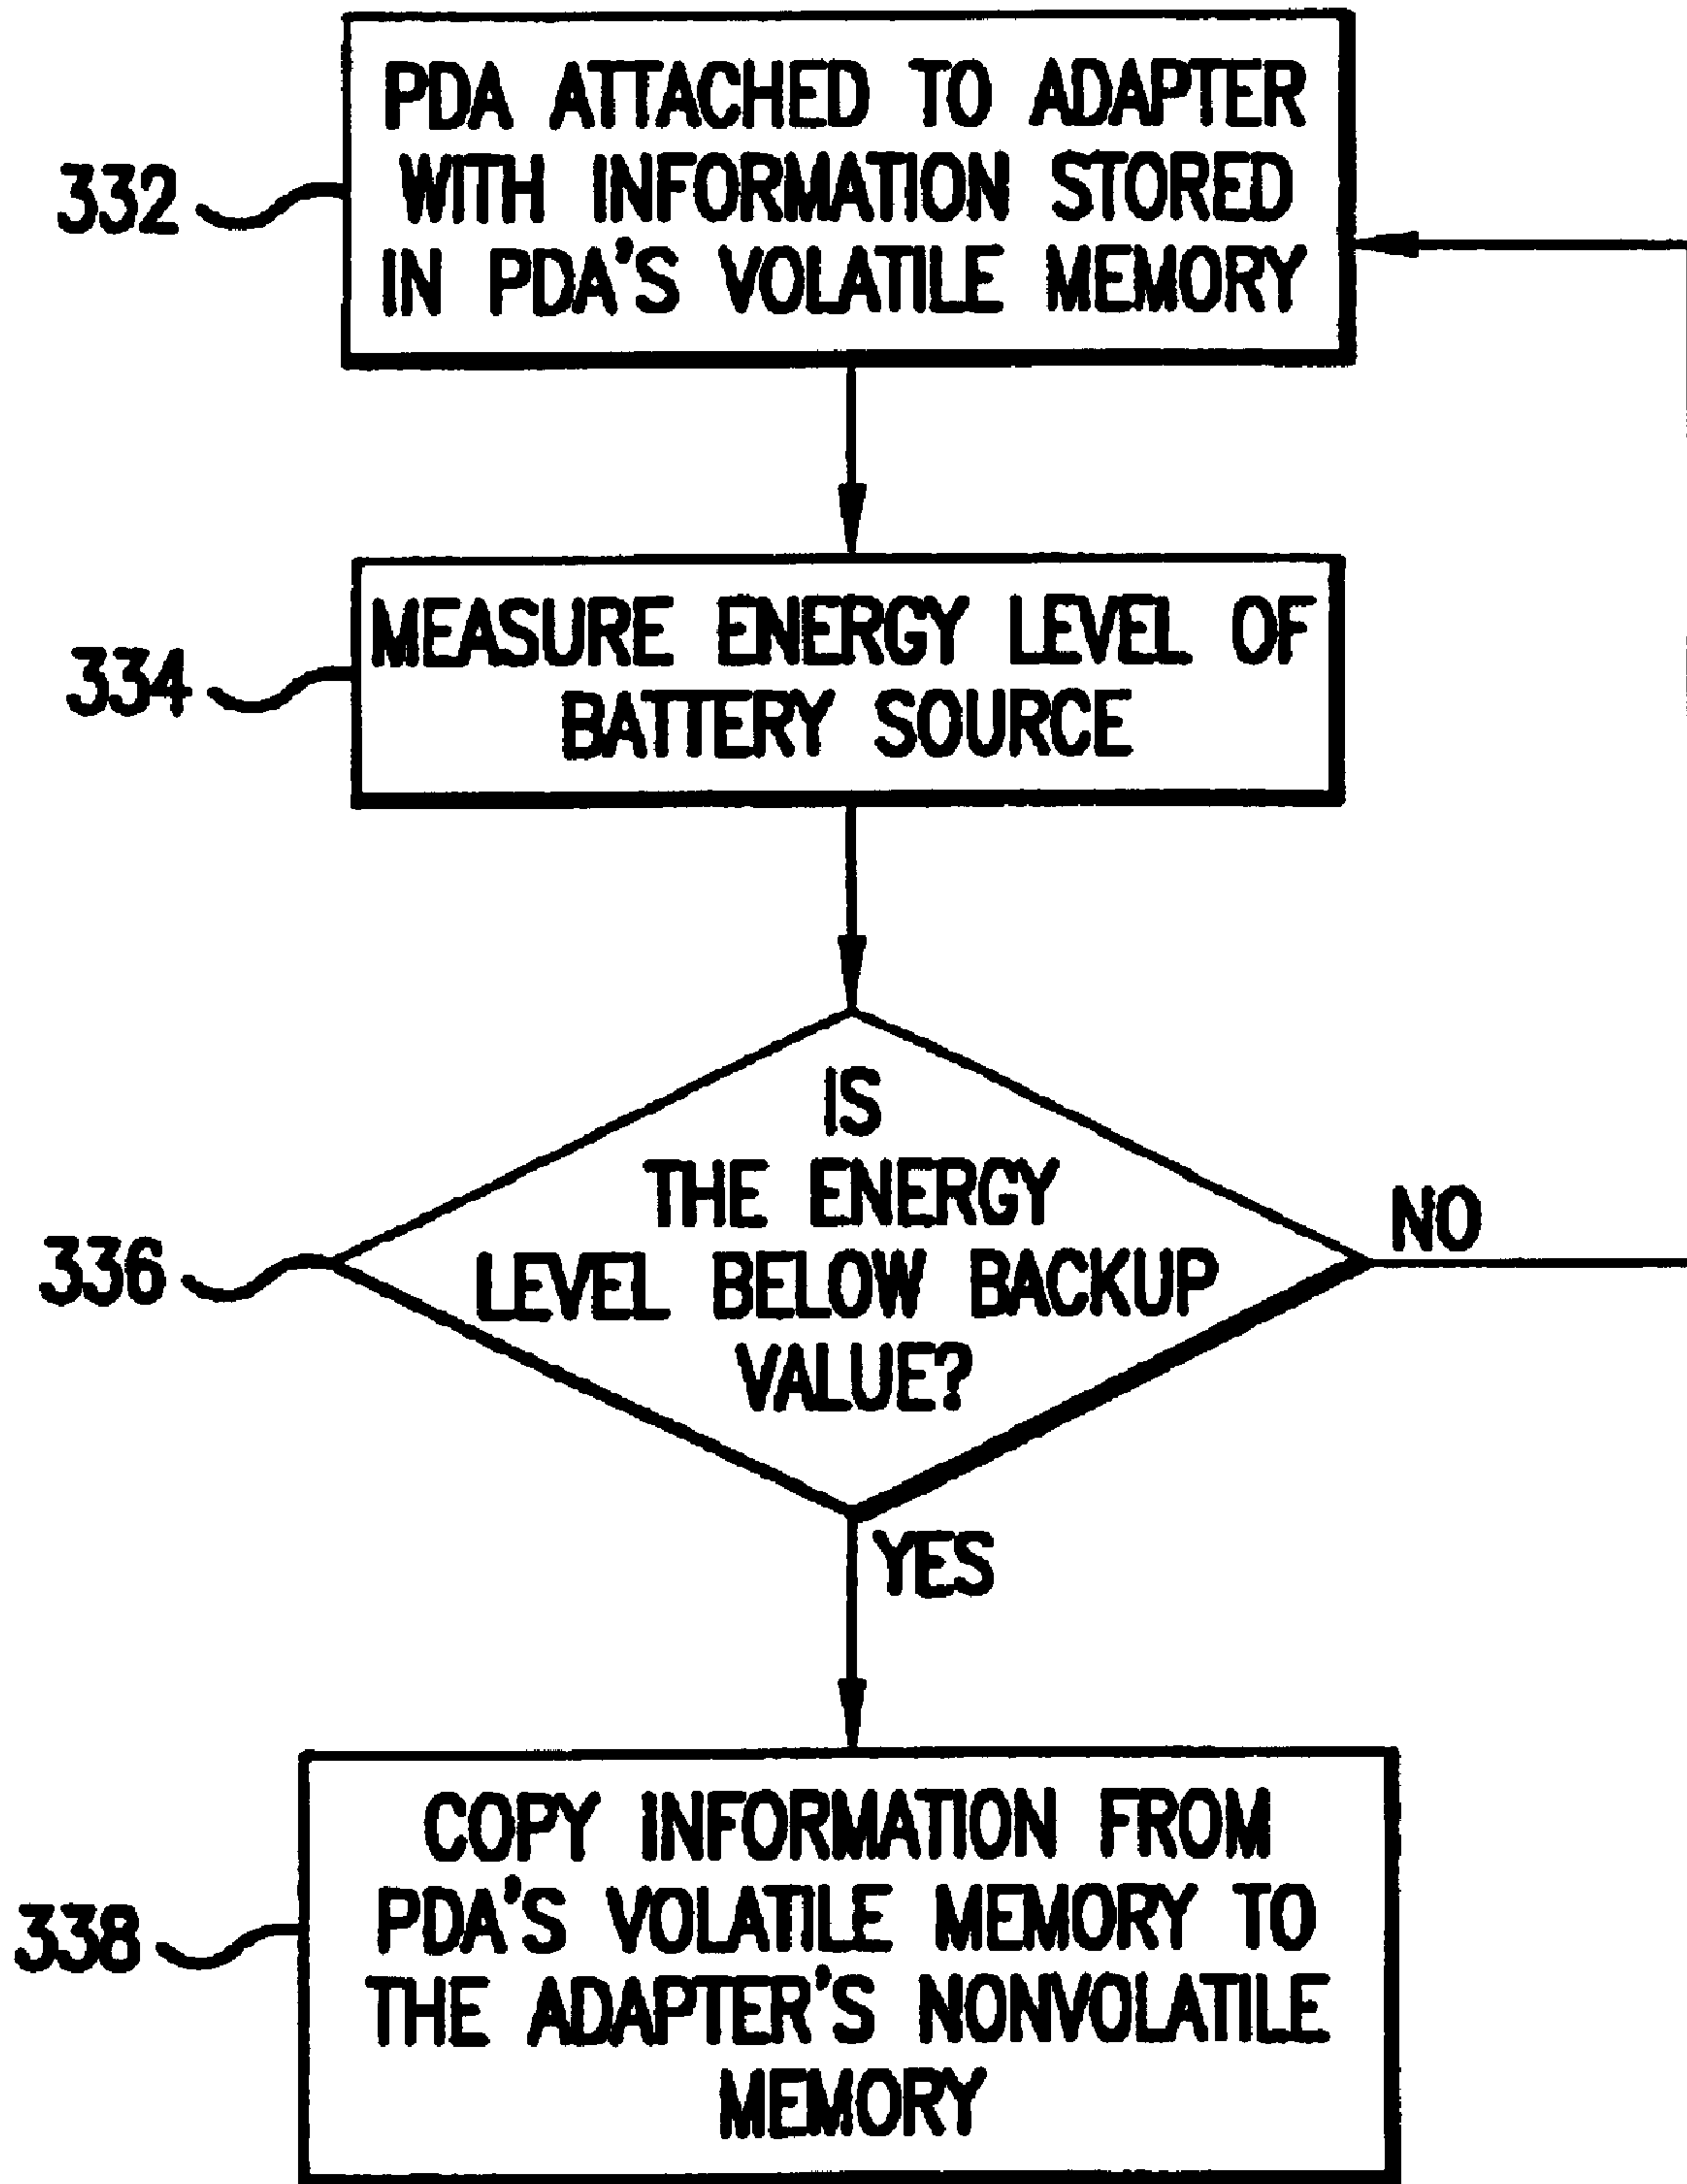 PDA ATTACHED TO ADAPTER
WITH INFORMATION STORED
IN PDA'S VOLATILE MEMORY
332
MEASURE ENERGY LEVEL OF
BATTERY SOURCE
334
IS
THE ENERGY
LEVEL BELOW BACKUP
VALUE?
336
NO
YES
COPY INFORMATION FROM
PDA'S VOLATILE MEMORY TO
THE ADAPTER'S NONVOLATILE
MEMORY
338